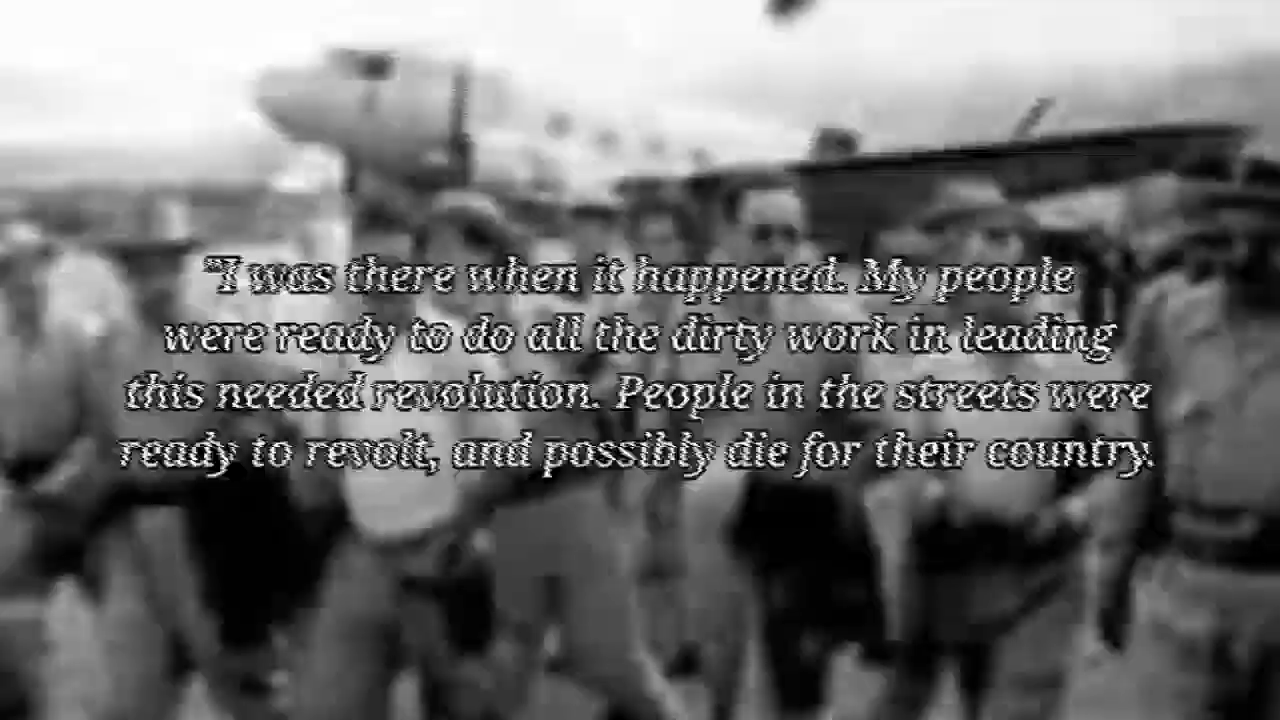 "I was there when it happened. My people
were ready to do all the dirty work in leading
this needed revolution. People in the streets were
ready to revolt, and possibly die for their country.